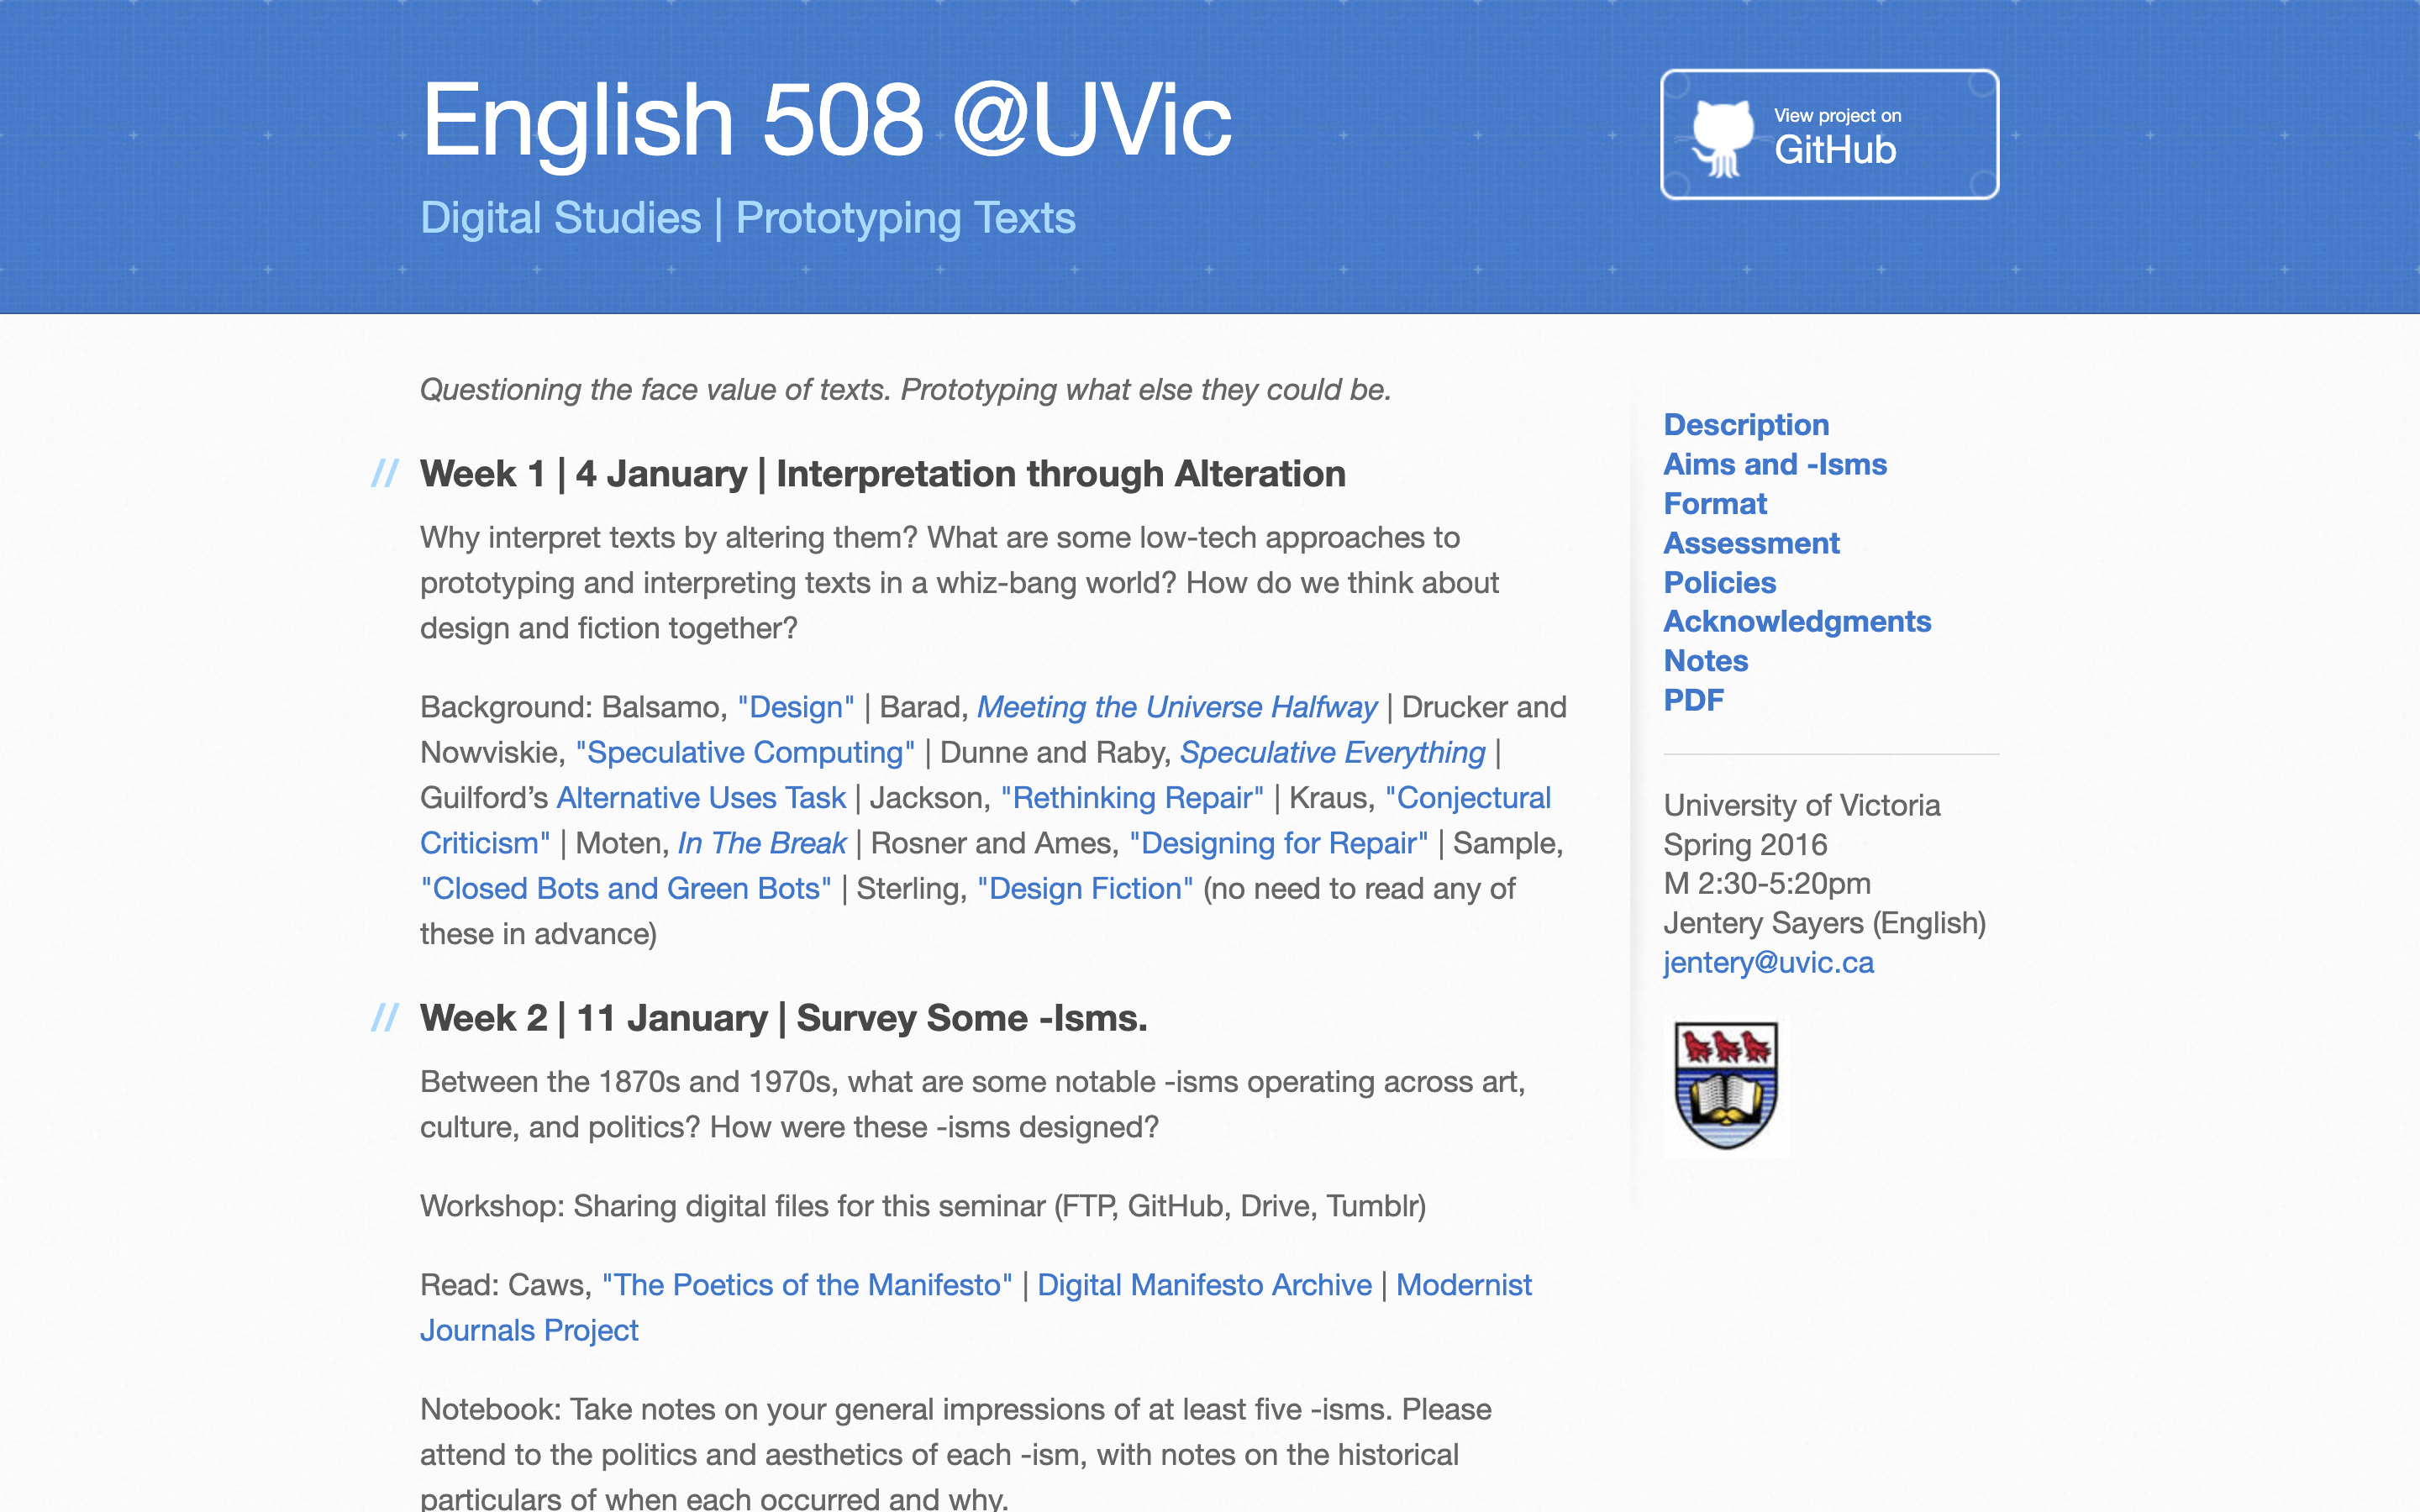 English 508 @UVic
Digital Studies | Prototyping Texts
View project on
GitHub
Questioning the face value of texts. Prototyping what else they could be.
// Week 1 | 4 January | Interpretation through Alteration
Why interpret texts by altering them? What are some low-tech approaches to
prototyping and interpreting texts in a whiz-bang world? How do we think about
design and fiction together?
Background: Balsamo, "Design" | Barad, Meeting the Universe Halfway | Drucker and
Nowviskie, "Speculative Computing" | Dunne and Raby, Speculative Everything |
Guilford’s Alternative Uses Task | Jackson, "Rethinking Repair" | Kraus, "Conjectural
Criticism" | Moten, In The Break | Rosner and Ames, "Designing for Repair" | Sample,
"Closed Bots and Green Bots" | Sterling, "Design Fiction" (no need to read any of
these in advance)
// Week 2 | 11 January | Survey Some -Isms.
Between the 1870s and 1970s, what are some notable -isms operating across art,
culture, and politics? How were these -isms designed?
Workshop: Sharing digital files for this seminar (FTP, GitHub, Drive, Tumblr)
Read: Caws, "The Poetics of the Manifesto" | Digital Manifesto Archive | Modernist
Journals Project
Notebook: Take notes on your general impressions of at least five -isms. Please
attend to the politics and aesthetics of each -ism, with notes on the historical
particulars of when each occurred and why.
Description
Aims and -Isms
Format
Assessment
Policies
Acknowledgments
Notes
PDF
University of Victoria
Spring 2016
M 2:30-5:20pm
Jentery Sayers (English)
jentery@uvic.ca